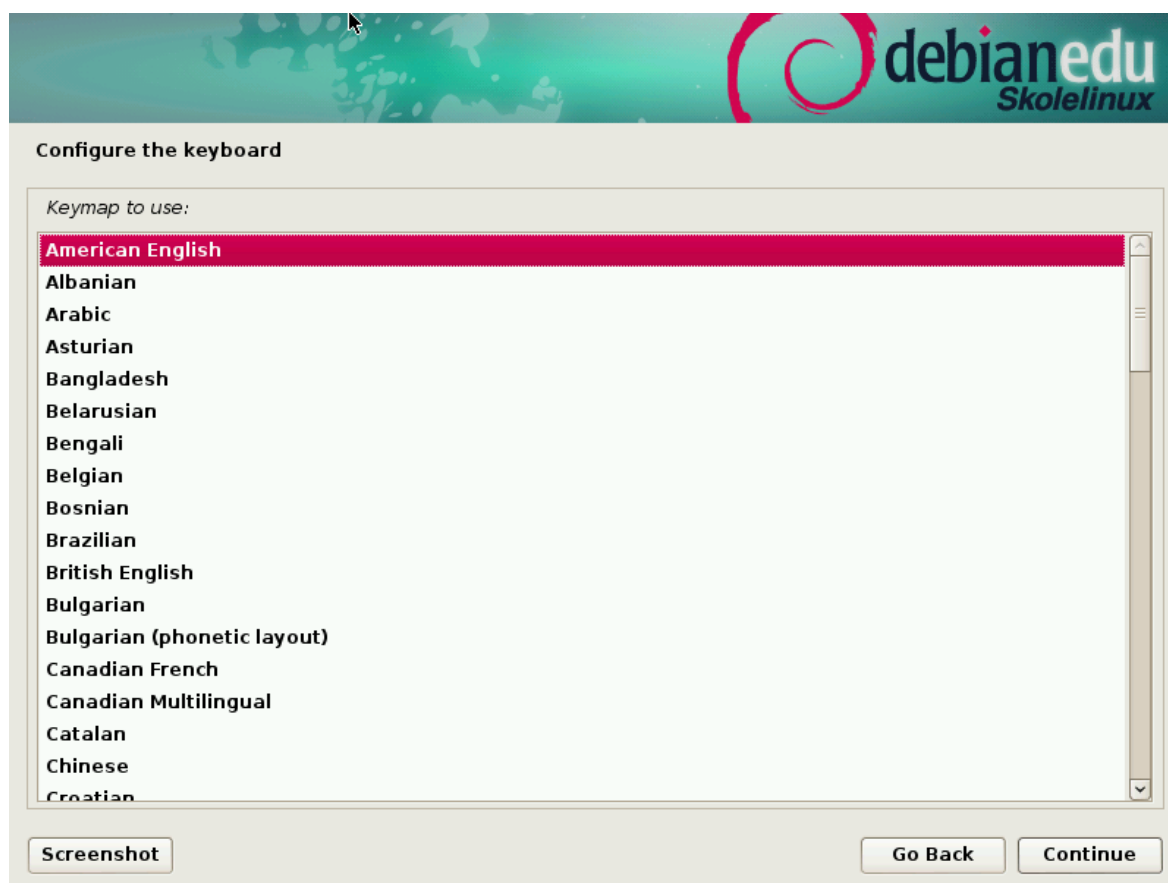 debianedu
Skolelinux
Configure the keyboard
Keymap to use:
American English
Albanian
Arabic
Asturian
Bangladesh
Belarusian
Bengali
Belgian
Bosnian
Brazilian
British English
Bulgarian
Bulgarian (phonetic layout)
Canadian French
Canadian Multilingual
Catalan
Chinese
Croatian
Screenshot Go Back Continue